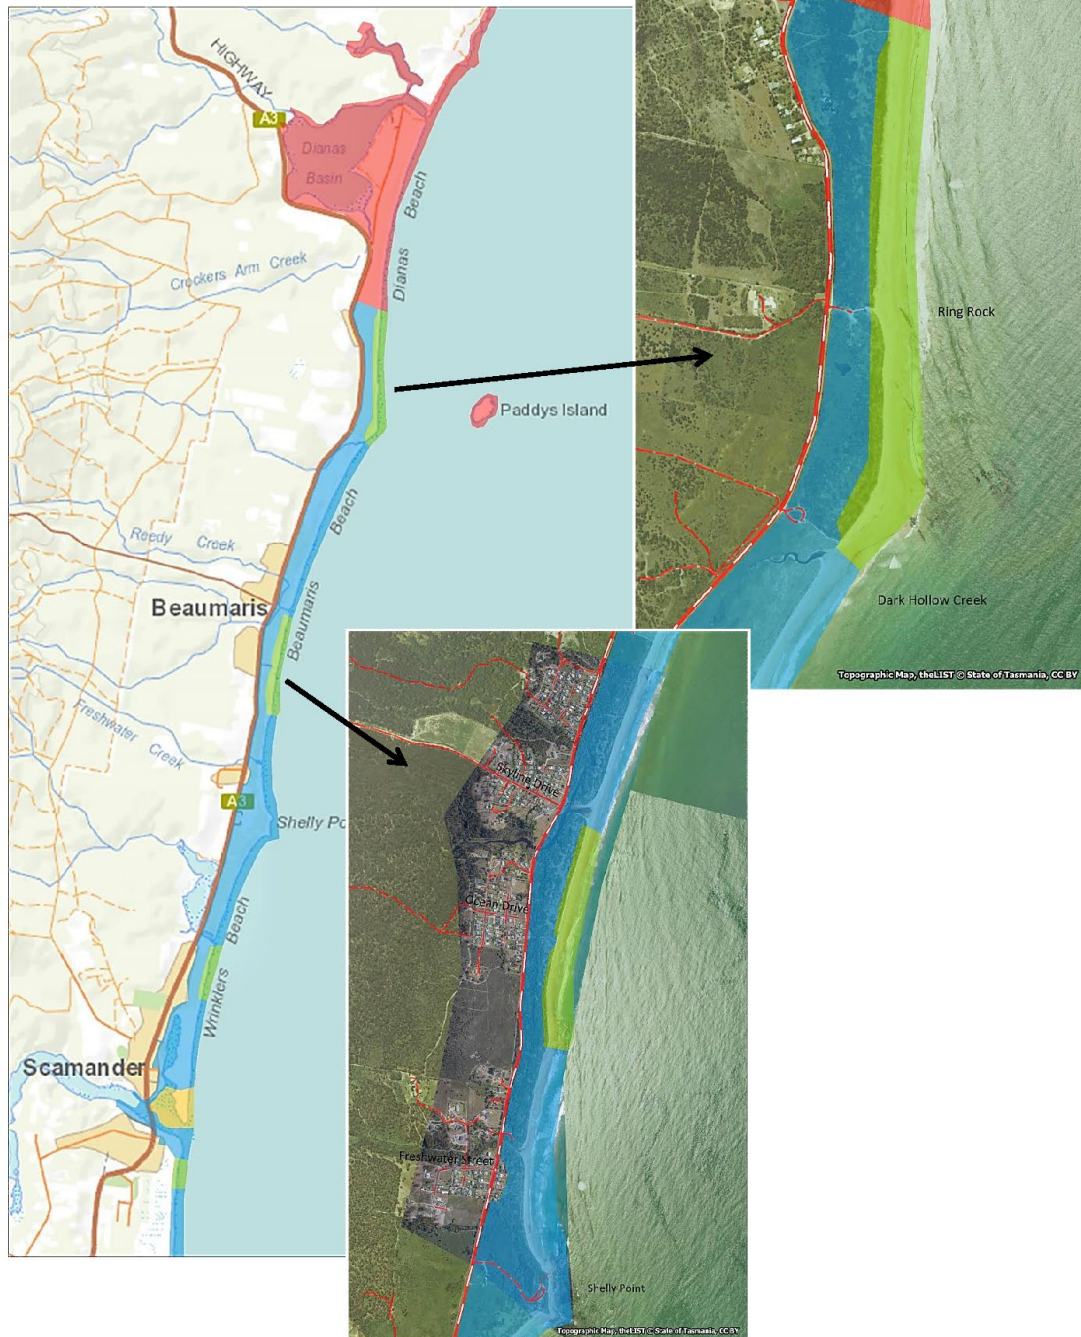 HIGHWAY
A3
Dianas
Basin
Dianas Beach
Crockers Arm Creek
Paddys Island
Reedy Creek
Beaumaris
Beaumaris Beach
Freshwater Creek
A3
Shelly Po
Wrinklers Beach
Scamander
Ring Rock
Dark Hollow Creek
Topographic Map, theLIST © State of Tasmania, CC BY
Skyline Drive
Ocean Drive
Freshwater Street
Shelly Point
Topographic Map, theLIST © State of Tasmania, CC BY